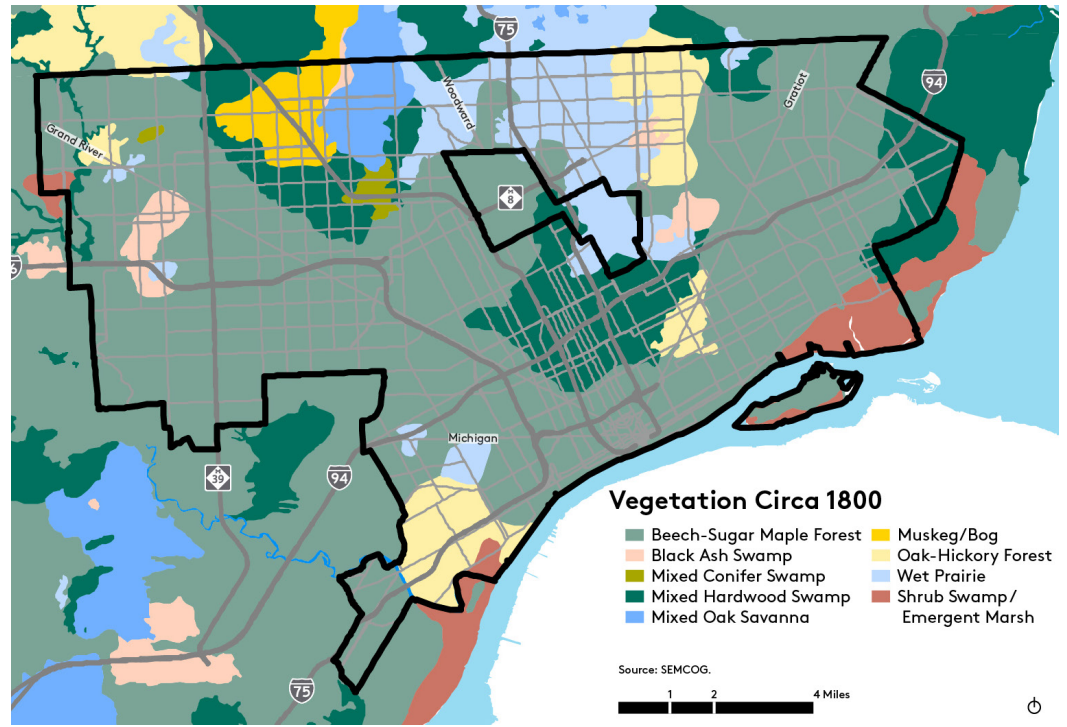 75
Woodward
Gratiot
94
Grand River
M
8
Michigan
M
39
94
75
Vegetation Circa 1800
Beech-Sugar Maple Forest
Black Ash Swamp
Mixed Conifer Swamp
Mixed Hardwood Swamp
Mixed Oak Savanna
Muskeg/Bog
Oak-Hickory Forest
Wet Prairie
Shrub Swamp/
Emergent Marsh
Source: SEMCOG.
1 2 4 Miles